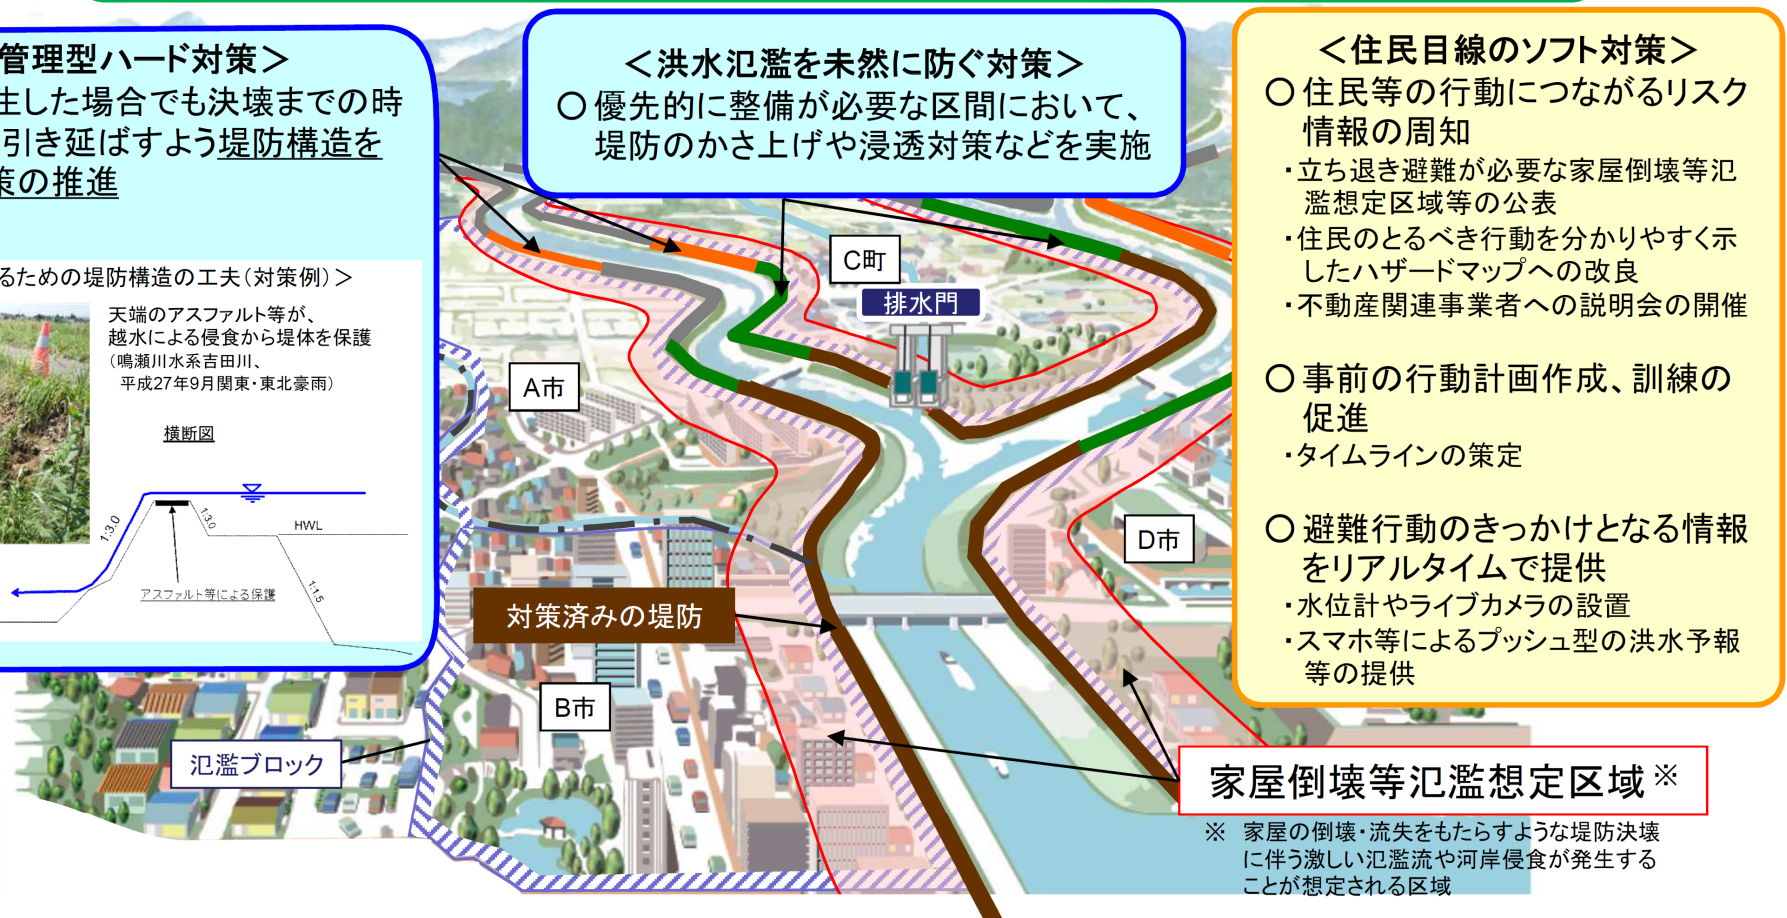 管理型ハード対策＞
生した場合でも決壊までの時
引き延ばすよう堤防構造を
策の推進
るための堤防構造の工夫(対策例)＞
天端のアスファルト等が、
越水による侵食から堤体を保護
(鳴瀬川水系吉田川、
平成27年9月関東・東北豪雨)
横断図
1:3.0
1:3.0
HWL
1:1.5
アスファルト等による保護
＜洪水氾濫を未然に防ぐ対策＞
○優先的に整備が必要な区間において、
堤防のかさ上げや浸透対策などを実施
＜住民目線のソフト対策＞
○住民等の行動につながるリスク
情報の周知
・立ち退き避難が必要な家屋倒壊等氾
濫想定区域等の公表
・住民のとるべき行動を分かりやすく示
したハザードマップへの改良
・不動産関連事業者への説明会の開催
○事前の行動計画作成、訓練の
促進
・タイムラインの策定
○避難行動のきっかけとなる情報
をリアルタイムで提供
・水位計やライブカメラの設置
・スマホ等によるプッシュ型の洪水予報
等の提供
C町
排水門
A市
D市
対策済みの堤防
B市
氾濫ブロック
家屋倒壊等氾濫想定区域※
※ 家屋の倒壊・流失をもたらすような堤防決壊
に伴う激しい氾濫流や河岸侵食が発生する
ことが想定される区域